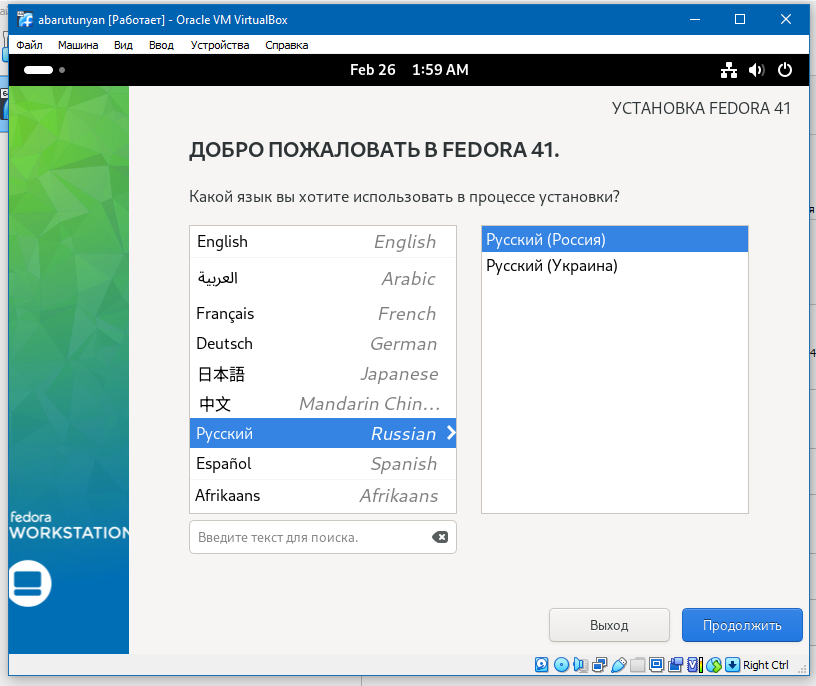 abarutunyan [Работает] - Oracle VM VirtualBox
Файл Машина Вид Ввод Устройства Справка
Feb 26 1:59 AM
УСТАНОВКА FEDORA 41
ДОБРО ПОЖАЛОВАТЬ В FEDORA 41.
Какой язык вы хотите использовать в процессе установки?
English English
العربية Arabic
Français French
Deutsch German
日本語 Japanese
中文 Mandarin Chin...
Русский Russian
Español Spanish
Afrikaans Afrikaans
Введите текст для поиска.
Русский (Россия)
Русский (Украина)
fedora
WORKSTATION
Выход Продолжить
Right Ctrl